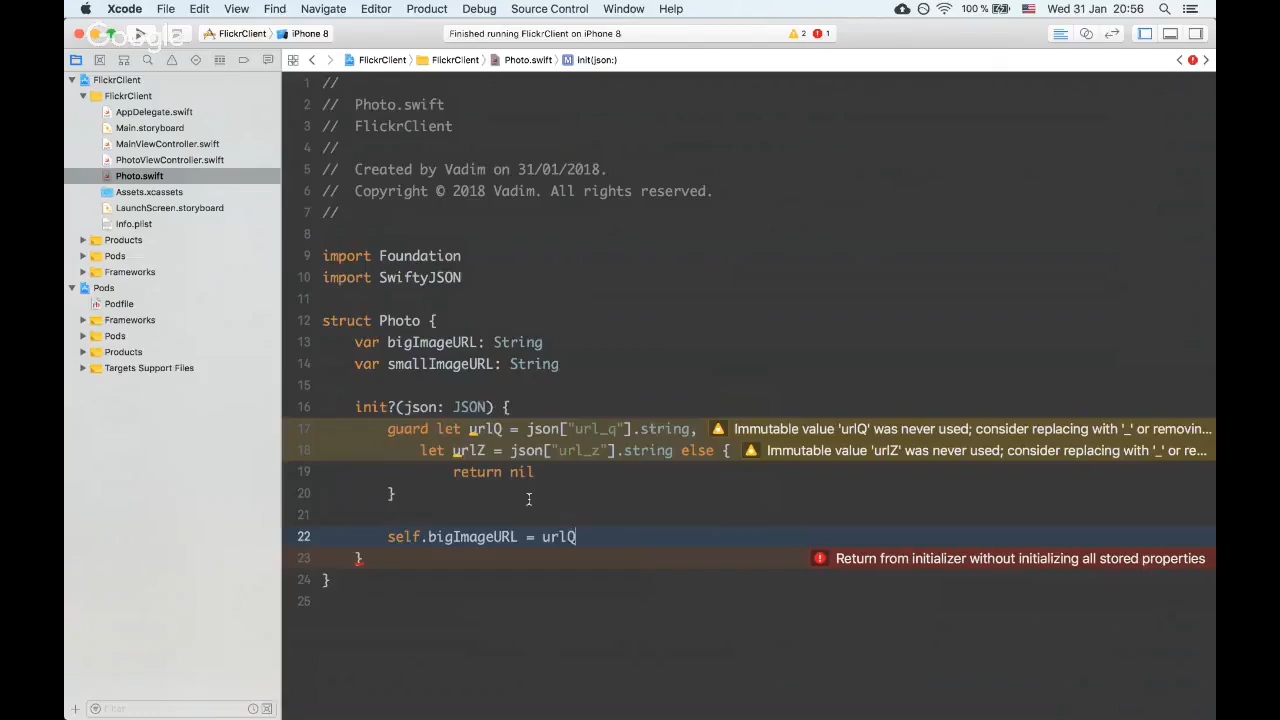 Xcode File Edit View Find Navigate Editor Product Debug Source Control Window Help 100 % Wed 31 Jan 20:56
Google
FlickrClient iPhone 8 Finished running FlickrClient on iPhone 8 2 1
FlickrClient FlickrClient Photo.swift M init(json:)
FlickrClient
FlickrClient
AppDelegate.swift
Main.storyboard
MainViewController.swift
PhotoViewController.swift
Photo.swift
Assets.xcassets
LaunchScreen.storyboard
Info.plist
Products
Pods
Frameworks
Pods
Podfile
Frameworks
Pods
Products
Targets Support Files
Filter
1 //
2 // Photo.swift
3 // FlickrClient
4 //
5 // Created by Vadim on 31/01/2018.
6 // Copyright © 2018 Vadim. All rights reserved.
7 //
8
9 import Foundation
10 import SwiftyJSON
11
12 struct Photo {
13 var bigImageURL: String
14 var smallImageURL: String
15
16 init?(json: JSON) {
17 guard let urlQ = json["url_q"].string, Immutable value 'urlQ' was never used; consider replacing with '_' or removin...
18 let urlZ = json["url_z"].string else { Immutable value 'urlZ' was never used; consider replacing with '_' or re...
19 return nil
20 }
21
22 self.bigImageURL = urlQ
23 } Return from initializer without initializing all stored properties
24 }
25